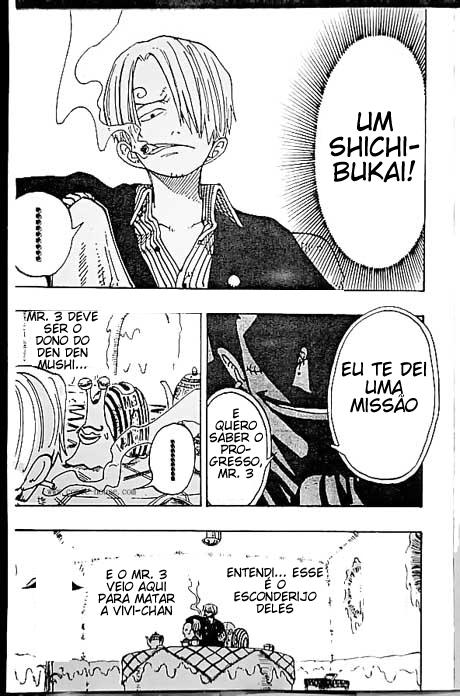 UM
SHICHI-
BUKAI!
EU TE DEI
UMA
MISSÃO
E
QUERO
SABER O
PRO-
GRESSO,
MR. 3
MR. 3 DEVE
SER O
DONO DO
DEN DEN
MUSHI...
ENTENDI... ESSE
É O
ESCONDERIJO
DELES
E O MR. 3
VEIO AQUI
PARA MATAR
A VIVI-CHAN